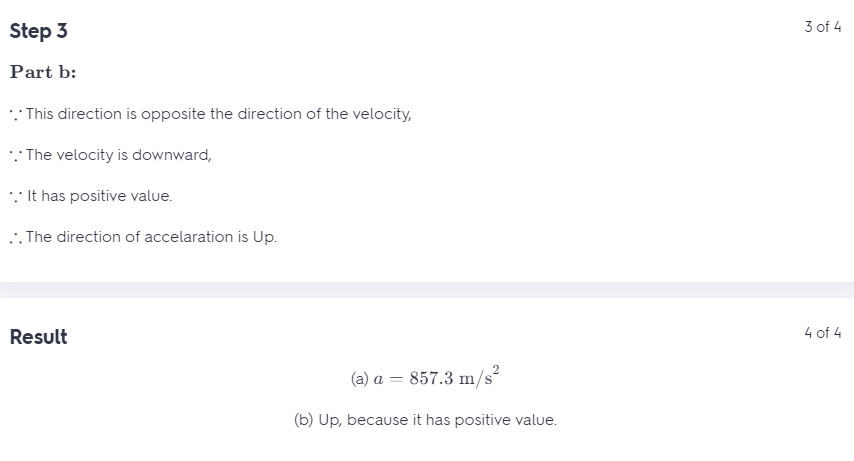 Step 3
3 of 4
Part b:
∵ This direction is opposite the direction of the velocity,
∵ The velocity is downward,
∵ It has positive value.
∴ The direction of accelaration is Up.
Result
4 of 4
(a) a = 857.3 m/s²
(b) Up, because it has positive value.